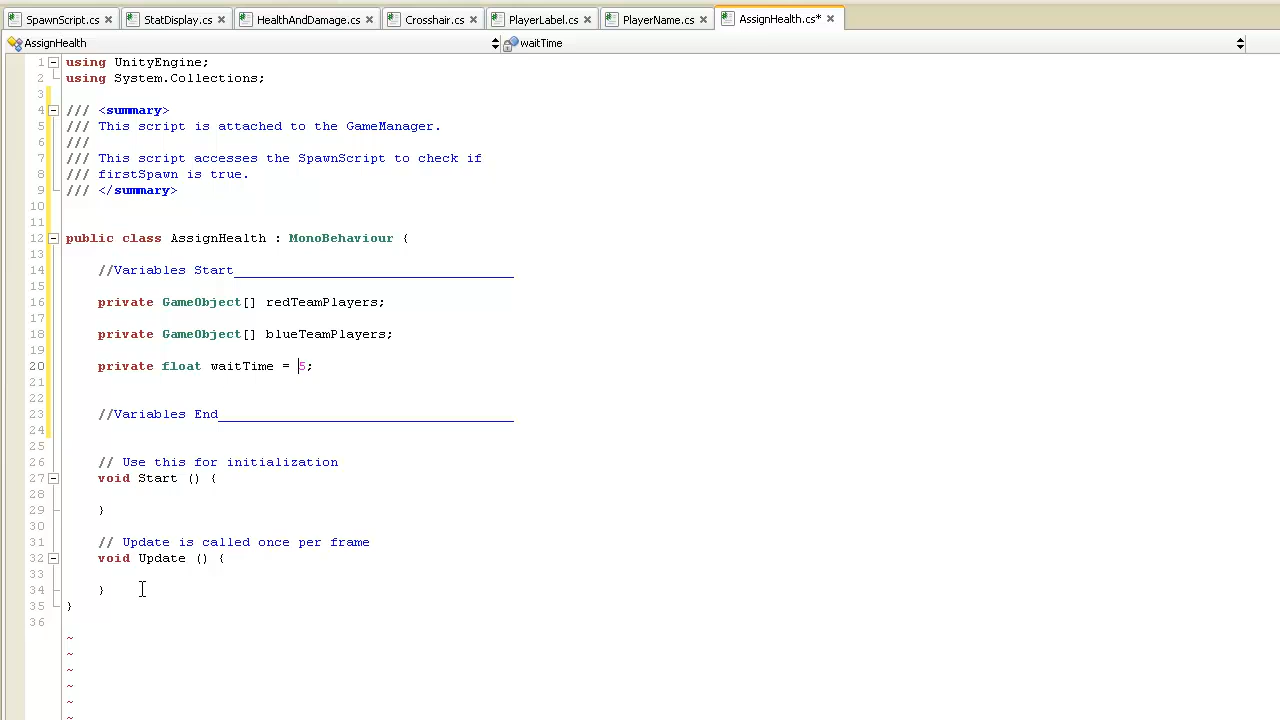 SpawnScript.cs × StatDisplay.cs × HealthAndDamage.cs × Crosshair.cs × PlayerLabel.cs × PlayerName.cs × AssignHealth.cs* ×
AssignHealth waitTime
1 using UnityEngine;
2 using System.Collections;
3
4 /// <summary>
5 /// This script is attached to the GameManager.
6 ///
7 /// This script accesses the SpawnScript to check if
8 /// firstSpawn is true.
9 /// </summary>
10
11
12 public class AssignHealth : MonoBehaviour {
13
14 //Variables Start___________________________________
15
16 private GameObject[] redTeamPlayers;
17
18 private GameObject[] blueTeamPlayers;
19
20 private float waitTime = 5;
21
22
23 //Variables End_____________________________________
24
25
26 // Use this for initialization
27 void Start () {
28
29 }
30
31 // Update is called once per frame
32 void Update () {
33
34 }
35 }
36
~
~
~
~
~
~